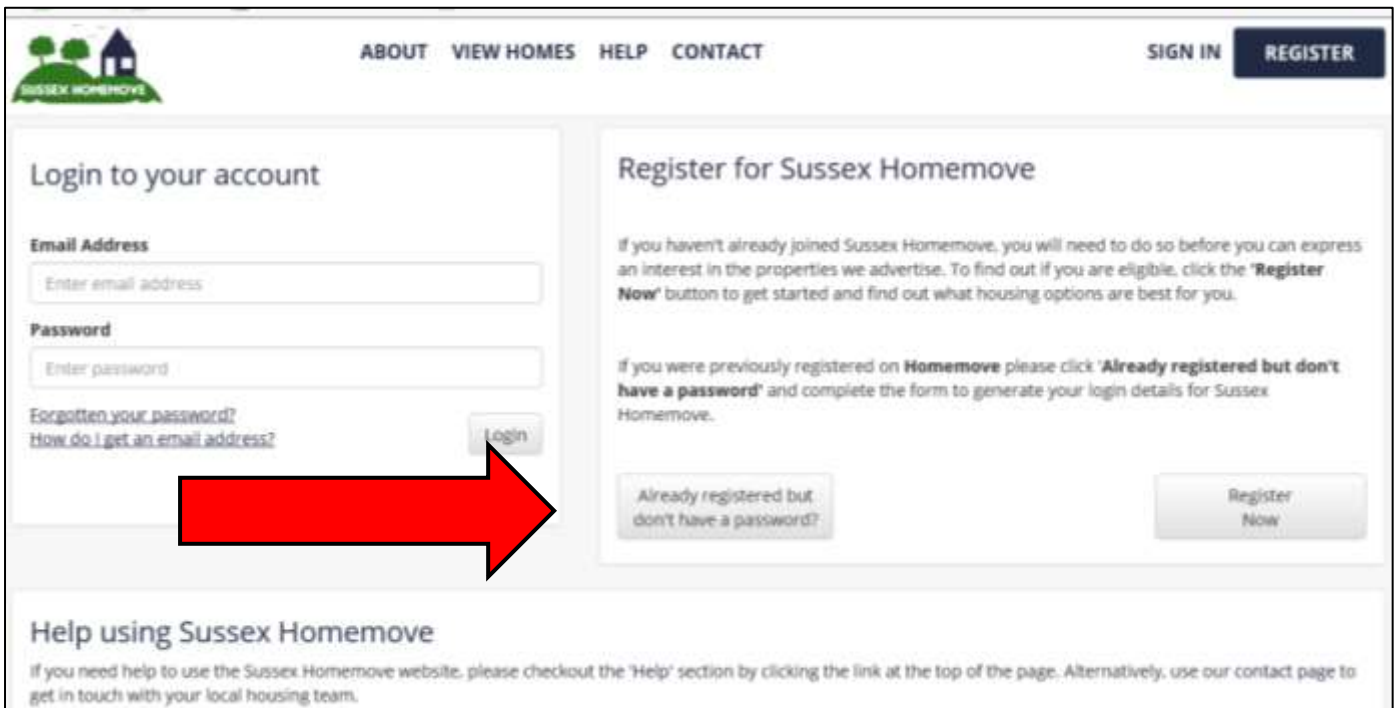 SUSSEX HOMEMOVE
ABOUT VIEW HOMES HELP CONTACT SIGN IN REGISTER
Login to your account
Email Address
Enter email address
Password
Enter password
Forgotten your password?
How do I get an email address?
Login
Register for Sussex Homemove
If you haven't already joined Sussex Homemove, you will need to do so before you can express
an interest in the properties we advertise. To find out if you are eligible, click the 'Register
Now' button to get started and find out what housing options are best for you.
If you were previously registered on Homemove please click 'Already registered but don't
have a password' and complete the form to generate your login details for Sussex
Homemove.
Already registered but
don't have a password?
Register
Now
Help using Sussex Homemove
If you need help to use the Sussex Homemove website, please checkout the 'Help' section by clicking the link at the top of the page. Alternatively, use our contact page to
get in touch with your local housing team.